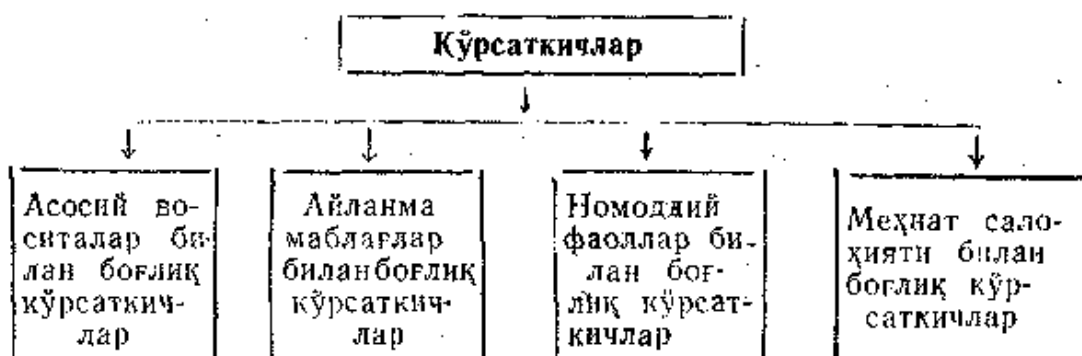 Кўрсаткичлар
Асосий во-
ситалар би-
лан боғлиқ
кўрсаткич-
лар
Айланма
маблағлар
билан боғлиқ
кўрсаткич-
лар
Номоддий
фаоллар би-
лан боғ-
лиқ кўрсат-
кичлар
Меҳнат сало-
ҳияти билан
боғлиқ кўр-
саткичлар